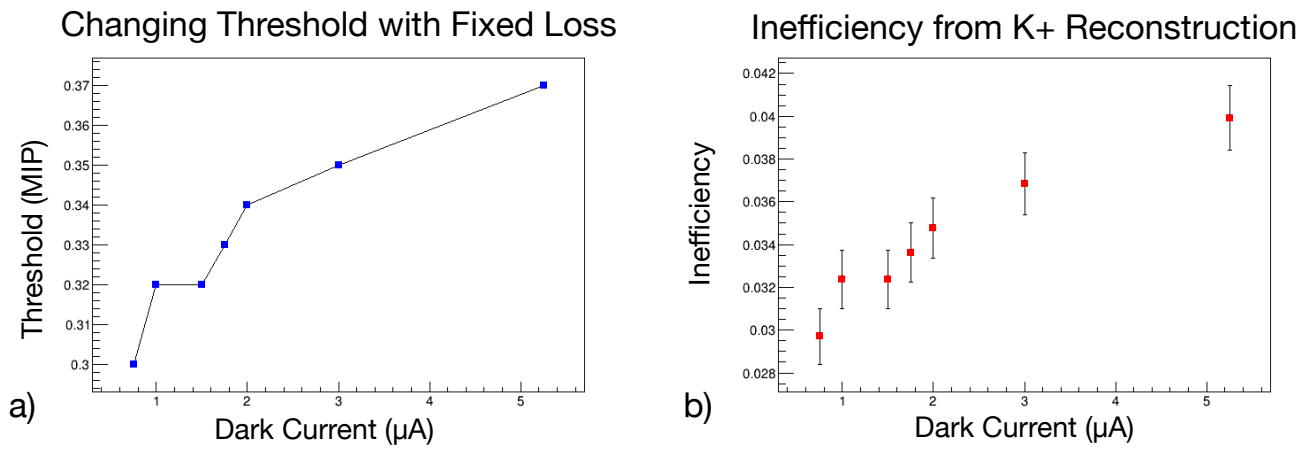 Changing Threshold with Fixed Loss
Threshold (MIP)
0.37
0.36
0.35
0.34
0.33
0.32
0.31
0.3
1 2 3 4 5
a) Dark Current (µA)
Inefficiency from K+ Reconstruction
Inefficiency
0.042
0.04
0.038
0.036
0.034
0.032
0.03
0.028
1 2 3 4 5
b) Dark Current (µA)